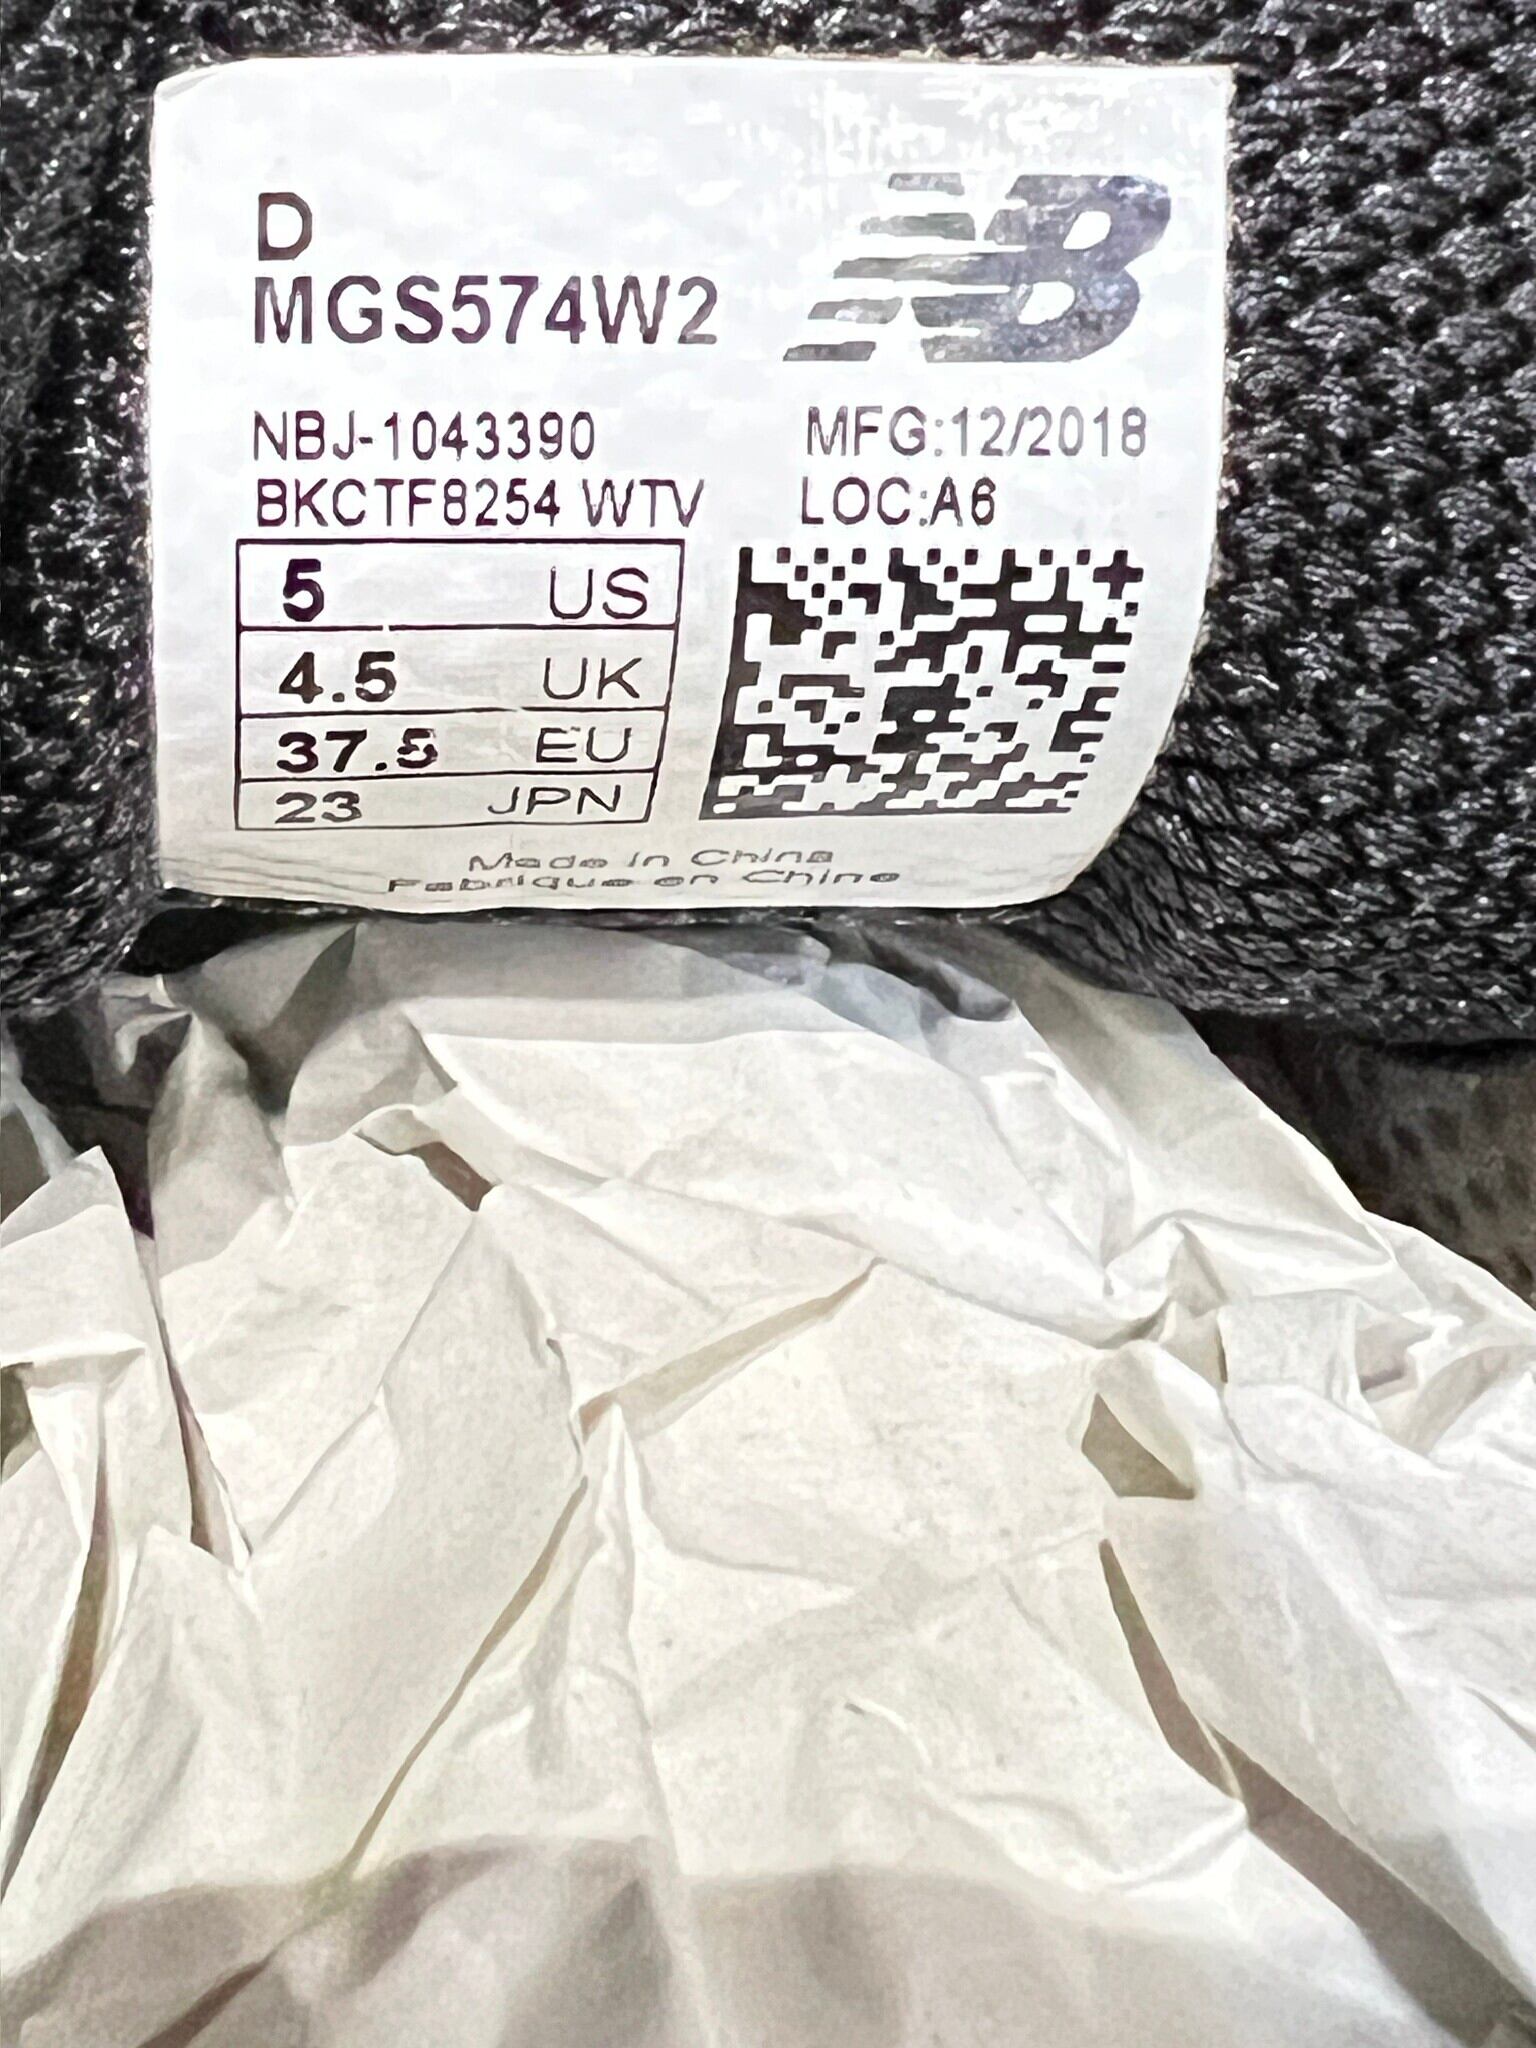 D
MGS574W2
NB
NBJ-1043390
MFG:12/2018
BKCTF8254 WTV
LOC:A6
5 US
4.5 UK
37.5 EU
23 JPN
Made in China
Fabriqué en Chine